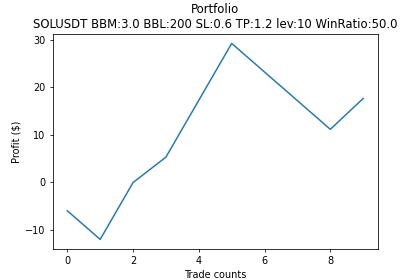 Portfolio
SOLUSDT BBM:3.0 BBL:200 SL:0.6 TP:1.2 lev:10 WinRatio:50.0
30
20
10
0
−10
Profit ($)
0
2
4
6
8
Trade counts